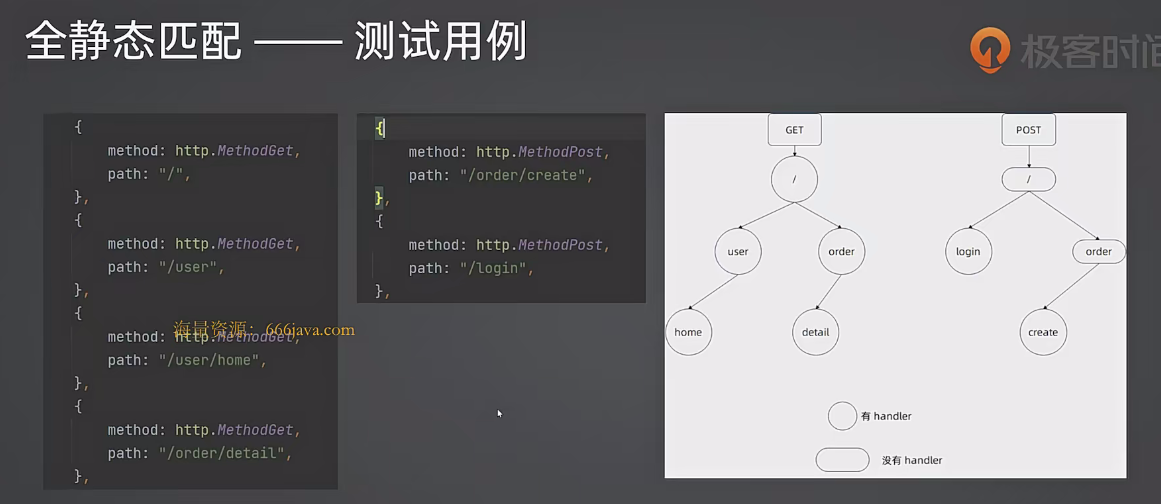 全静态匹配 —— 测试用例
极客时间
{
method: http.MethodGet,
path: "/",
},
{
method: http.MethodGet,
path: "/user",
},
{
海量资源：666java.com
method: http.MethodGet,
path: "/user/home",
},
{
method: http.MethodGet,
path: "/order/detail",
},
{
method: http.MethodPost,
path: "/order/create",
},
{
method: http.MethodPost,
path: "/login",
},
GET
POST
/
/
user
order
login
order
home
detail
create
有 handler
没有 handler